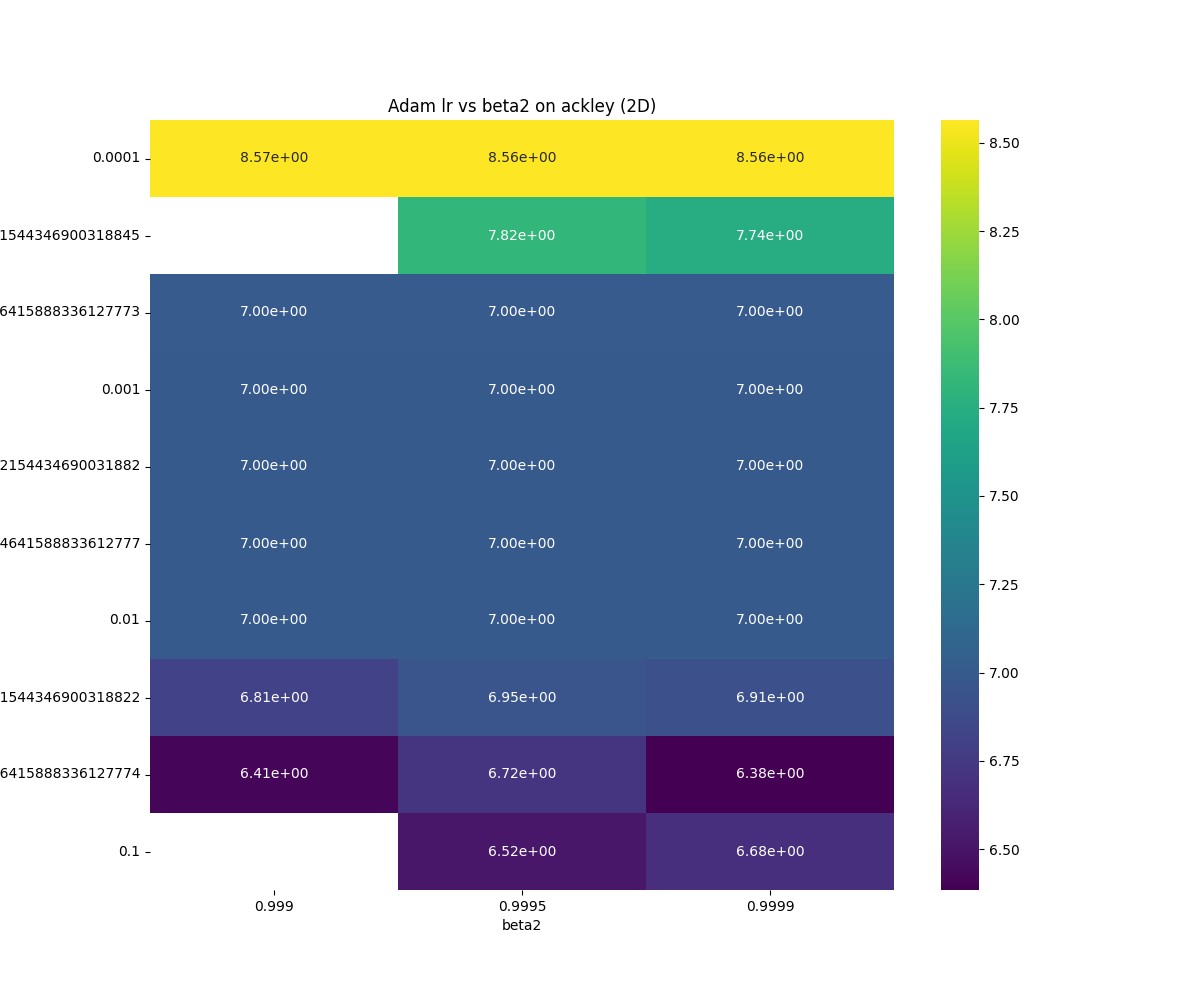 Adam lr vs beta2 on ackley (2D)
0.0001 8.57e+00 8.56e+00 8.56e+00 8.50
1544346900318845 7.82e+00 7.74e+00 8.25
6415888336127773 7.00e+00 7.00e+00 7.00e+00 8.00
0.001 7.00e+00 7.00e+00 7.00e+00 7.75
2154434690031882 7.00e+00 7.00e+00 7.00e+00 7.50
4641588833612777 7.00e+00 7.00e+00 7.00e+00 7.25
0.01 7.00e+00 7.00e+00 7.00e+00 7.00
1544346900318822 6.81e+00 6.95e+00 6.91e+00
6415888336127774 6.41e+00 6.72e+00 6.38e+00 6.75
0.1 6.52e+00 6.68e+00 6.50
0.999 0.9995 0.9999
beta2